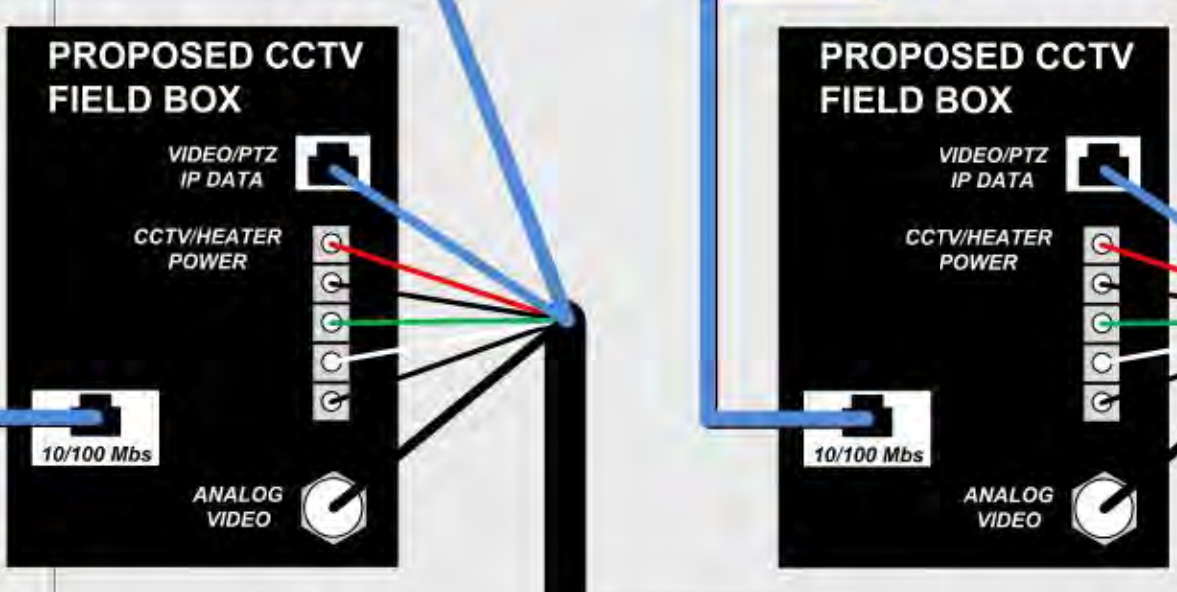 PROPOSED CCTV
FIELD BOX
VIDEO/PTZ
IP DATA
CCTV/HEATER
POWER
10/100 Mbs
ANALOG
VIDEO
PROPOSED CCTV
FIELD BOX
VIDEO/PTZ
IP DATA
CCTV/HEATER
POWER
10/100 Mbs
ANALOG
VIDEO